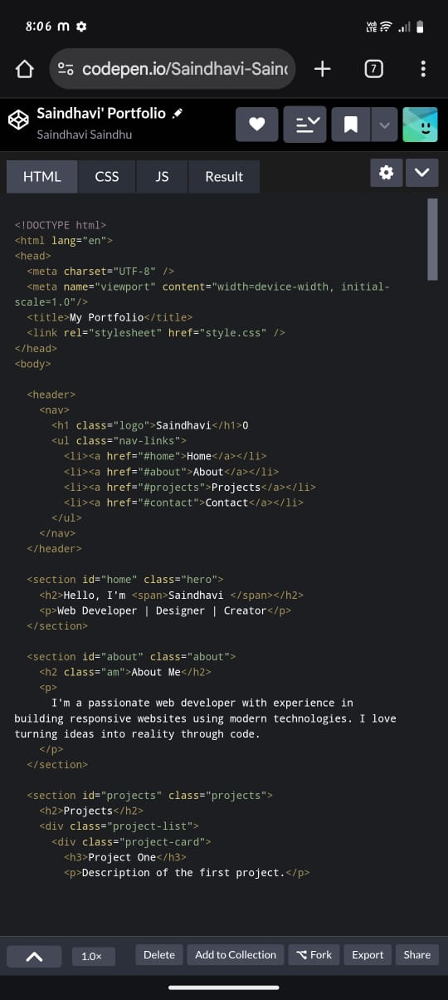 8:06
Vo) LTE
codepen.io/Saindhavi-Sain
7
Saindhavi' Portfolio
Saindhavi Saindhu
HTML CSS JS Result
<!DOCTYPE html>
<html lang="en">
<head>
<meta charset="UTF-8" />
<meta name="viewport" content="width=device-width, initial-
scale=1.0"/>
<title>My Portfolio</title>
<link rel="stylesheet" href="style.css" />
</head>
<body>
<header>
<nav>
<h1 class="logo">Saindhavi</h1>0
<ul class="nav-links">
<li><a href="#home">Home</a></li>
<li><a href="#about">About</a></li>
<li><a href="#projects">Projects</a></li>
<li><a href="#contact">Contact</a></li>
</ul>
</nav>
</header>
<section id="home" class="hero">
<h2>Hello, I'm <span>Saindhavi </span></h2>
<p>Web Developer | Designer | Creator</p>
</section>
<section id="about" class="about">
<h2 class="am">About Me</h2>
<p>
I'm a passionate web developer with experience in
building responsive websites using modern technologies. I love
turning ideas into reality through code.
</p>
</section>
<section id="projects" class="projects">
<h2>Projects</h2>
<div class="project-list">
<div class="project-card">
<h3>Project One</h3>
<p>Description of the first project.</p>
1.0× Delete Add to Collection Fork Export Share